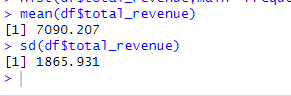 > mean(df$total_revenue)
[1] 7090.207
> sd(df$total_revenue)
[1] 1865.931
>